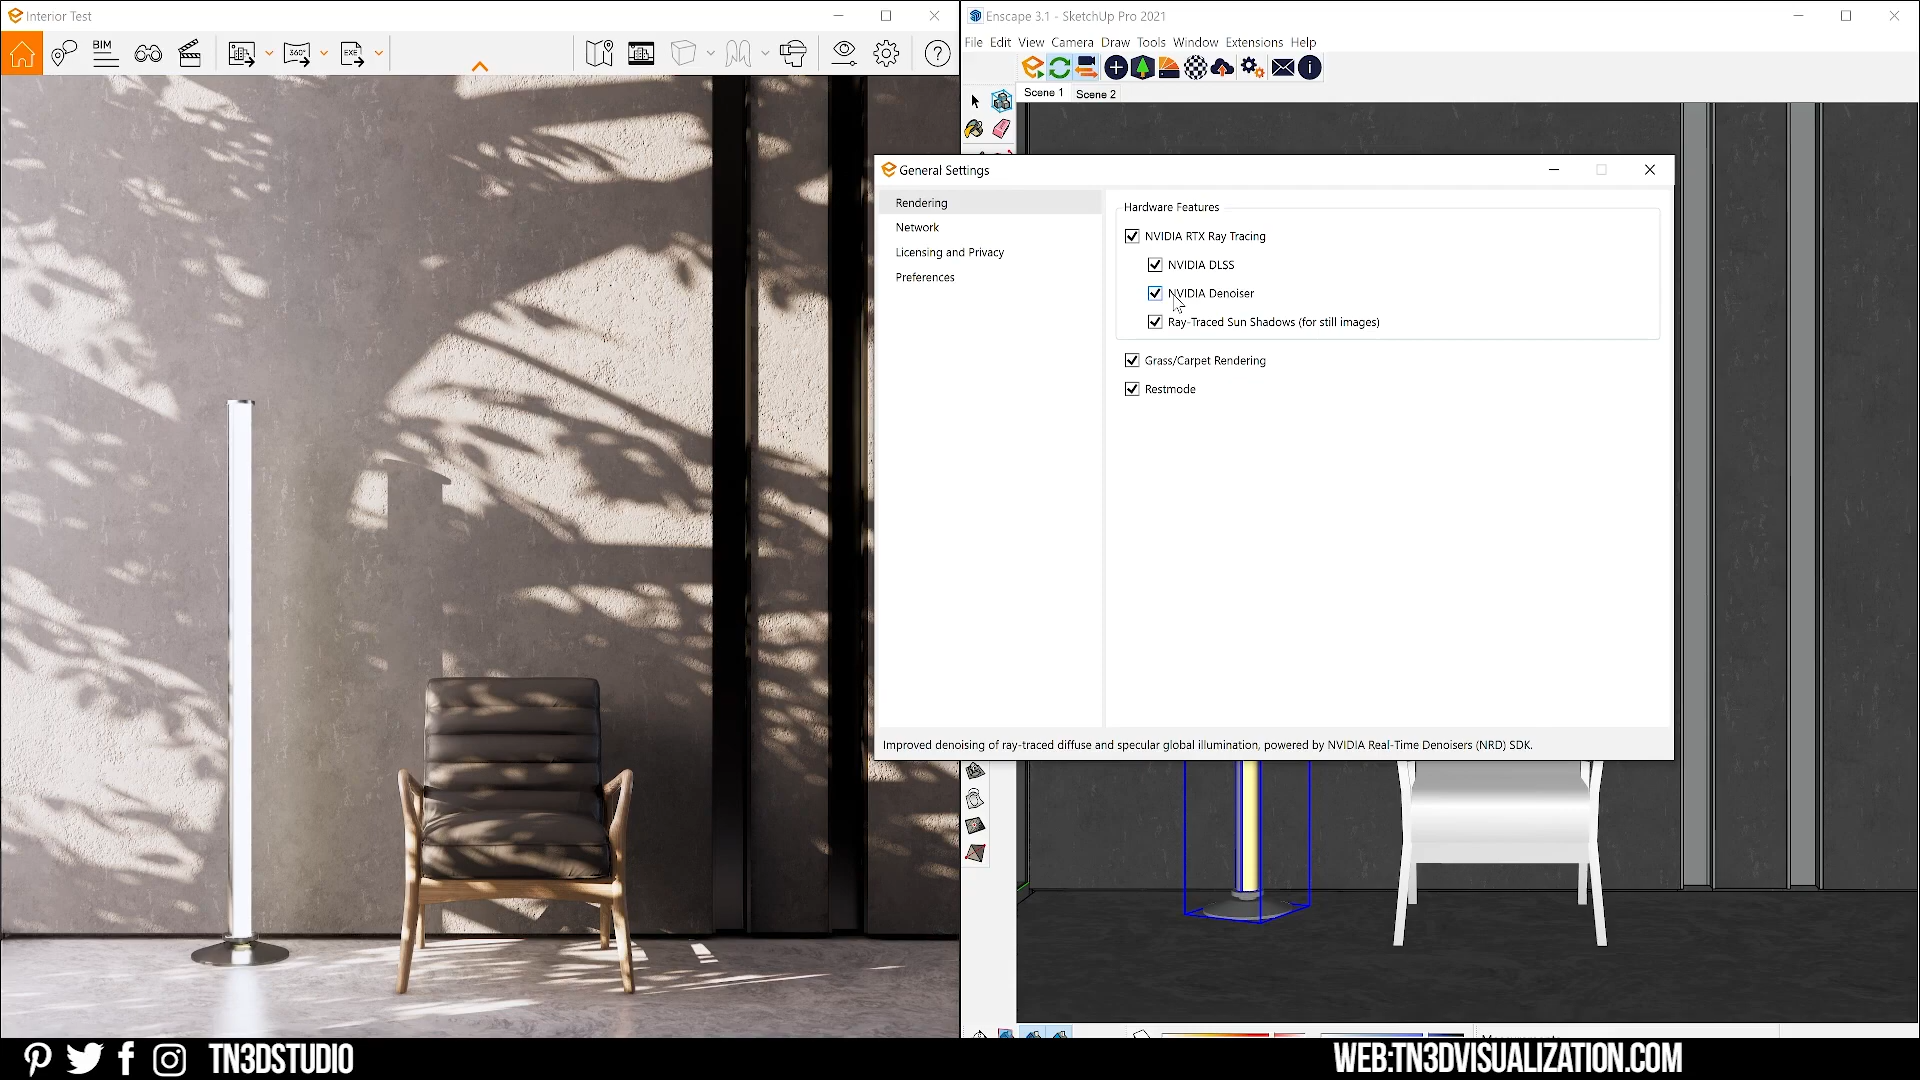 Interior Test
BIM
360°
EXE
Enscape 3.1 - SketchUp Pro 2021
File Edit View Camera Draw Tools Window Extensions Help
Scene 1 Scene 2
General Settings
Rendering
Network
Licensing and Privacy
Preferences
Hardware Features
NVIDIA RTX Ray Tracing
NVIDIA DLSS
NVIDIA Denoiser
Ray-Traced Sun Shadows (for still images)
Grass/Carpet Rendering
Restmode
Improved denoising of ray-traced diffuse and specular global illumination, powered by NVIDIA Real-Time Denoisers (NRD) SDK.
TN3DSTUDIO
WEB:TN3DVISUALIZATION.COM